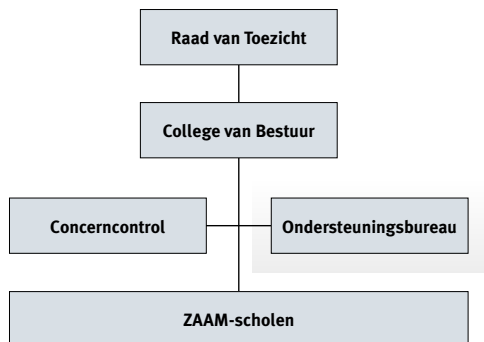 Raad van Toezicht
College van Bestuur
Concerncontrol
Ondersteuningsbureau
ZAAM-scholen